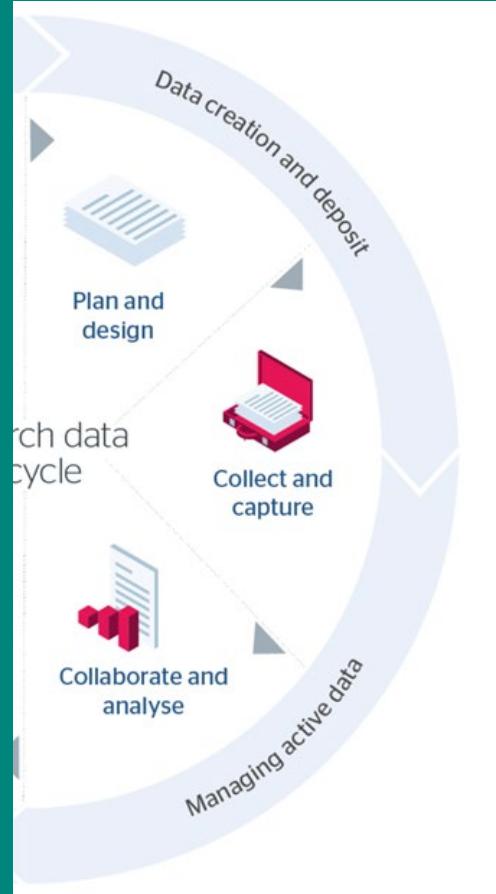 Data creation and deposit
Plan and
design
rch data
cycle
Collect and
capture
Collaborate and
analyse
Managing active data